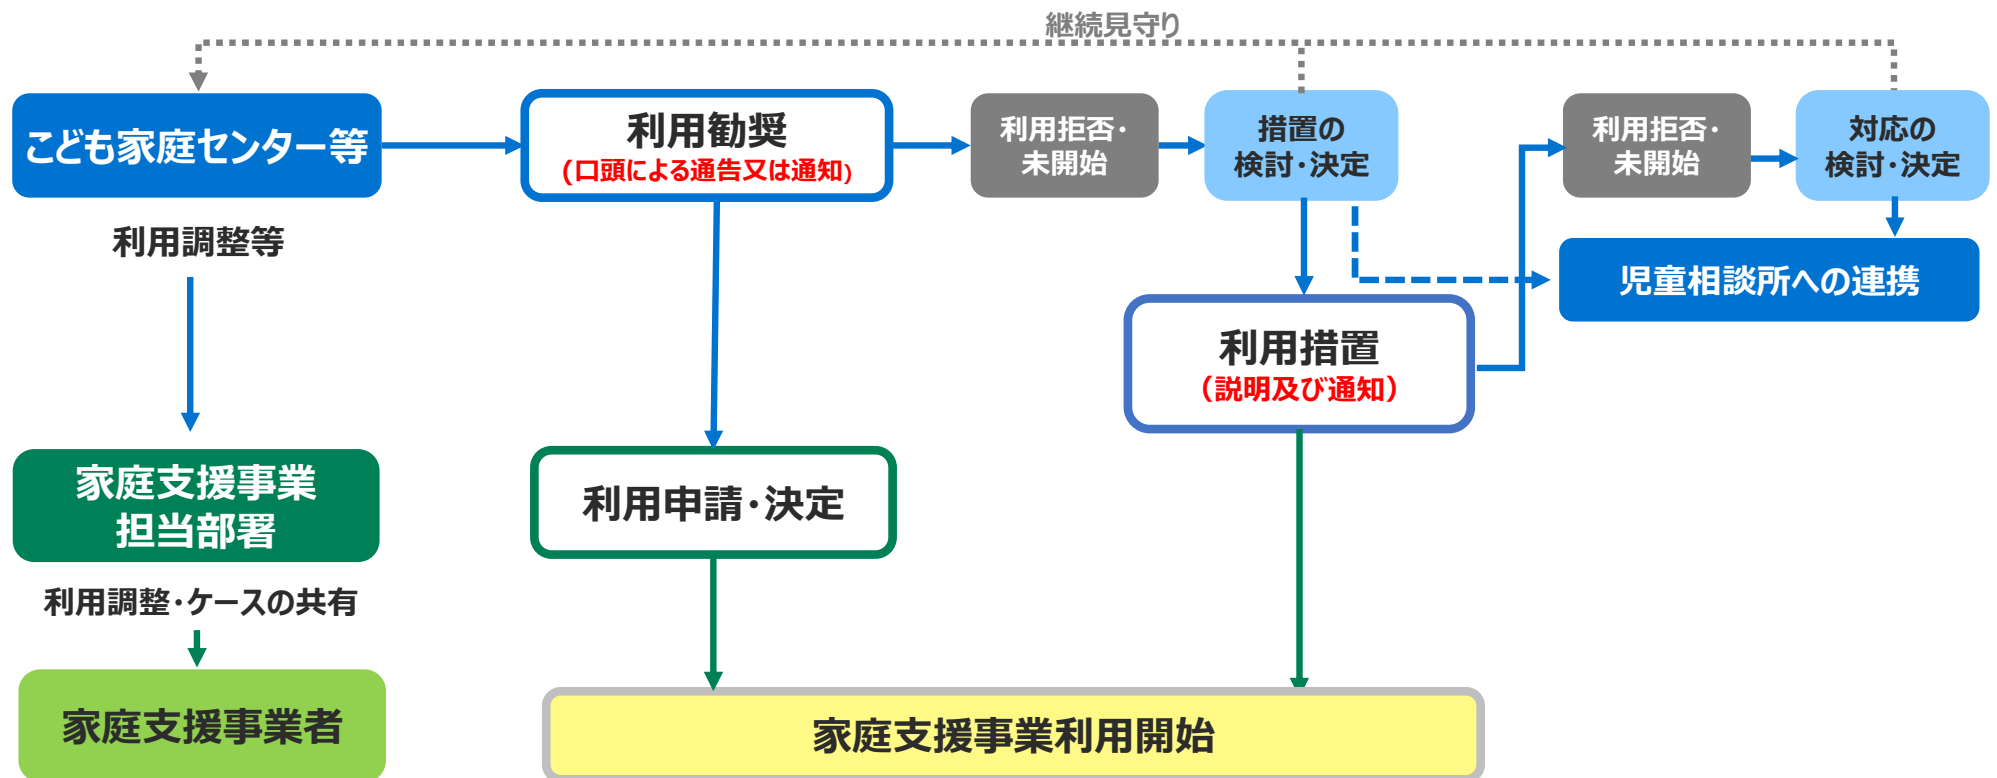 継続見守り
こども家庭センター等
利用勧奨
(口頭による通告又は通知)
利用拒否・
未開始
措置の
検討・決定
利用拒否・
未開始
対応の
検討・決定
利用調整等
児童相談所への連携
利用措置
（説明及び通知）
家庭支援事業
担当部署
利用申請・決定
利用調整・ケースの共有
家庭支援事業者
家庭支援事業利用開始